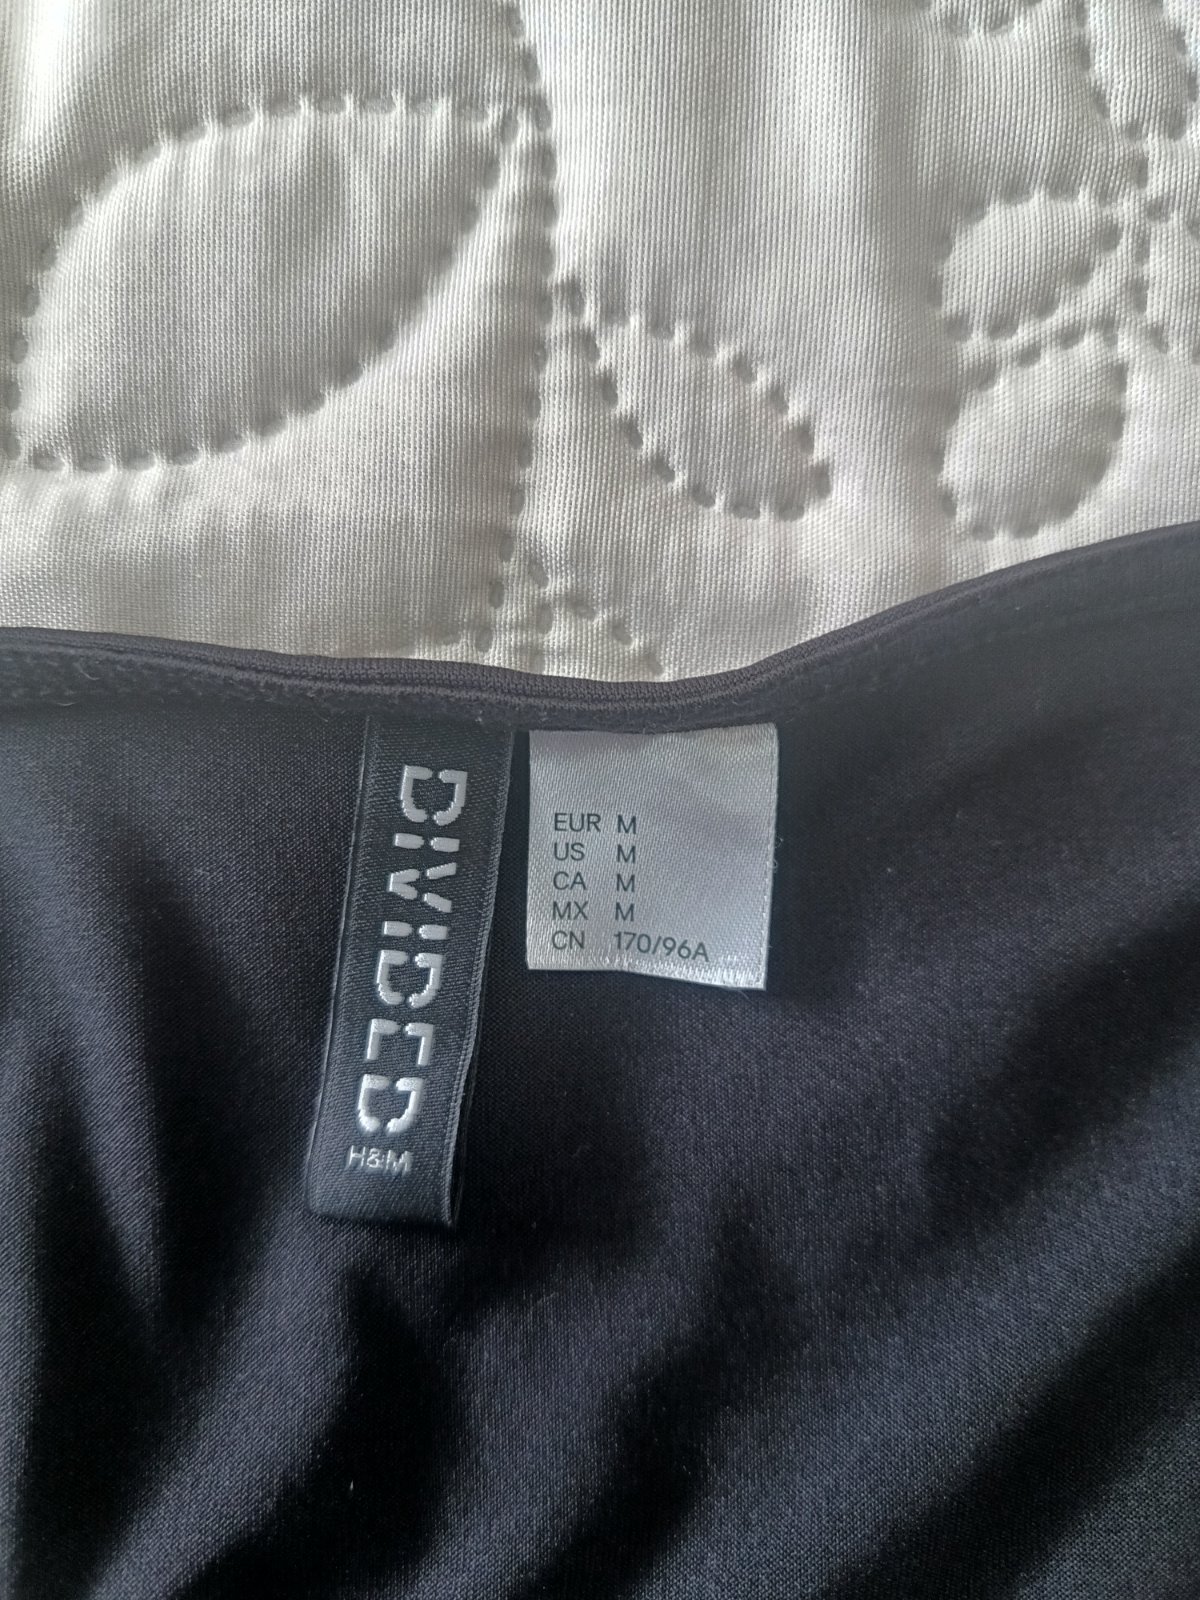 DIVIDED
H&M
EUR M
US M
CA M
MX M
CN 170/96A